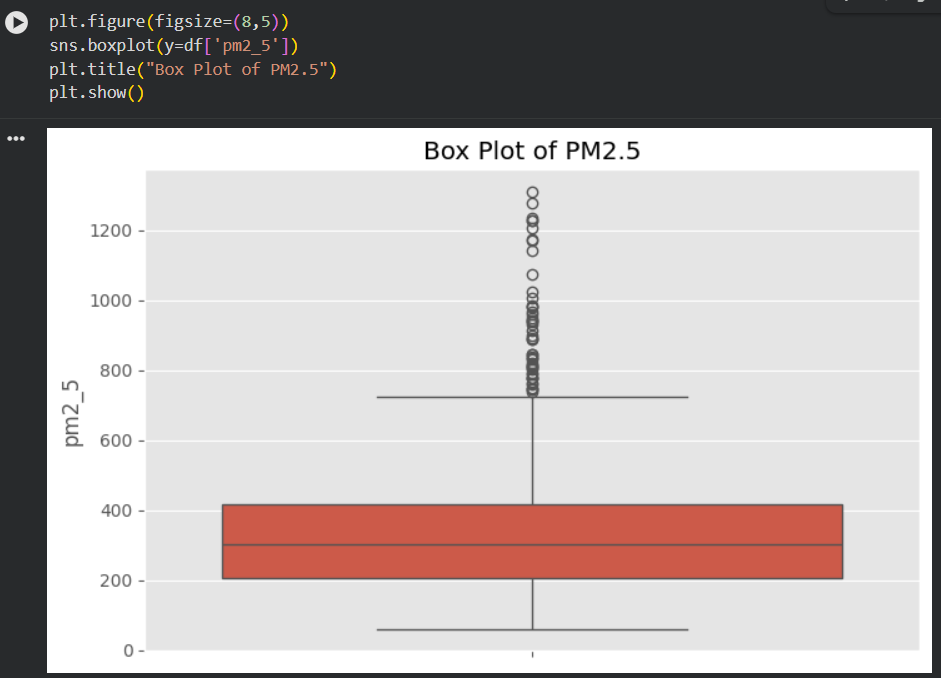 plt.figure(figsize=(8,5))
sns.boxplot(y=df['pm2_5'])
plt.title("Box Plot of PM2.5")
plt.show()
Box Plot of PM2.5
1200
1000
800
600
400
200
0
pm2_5